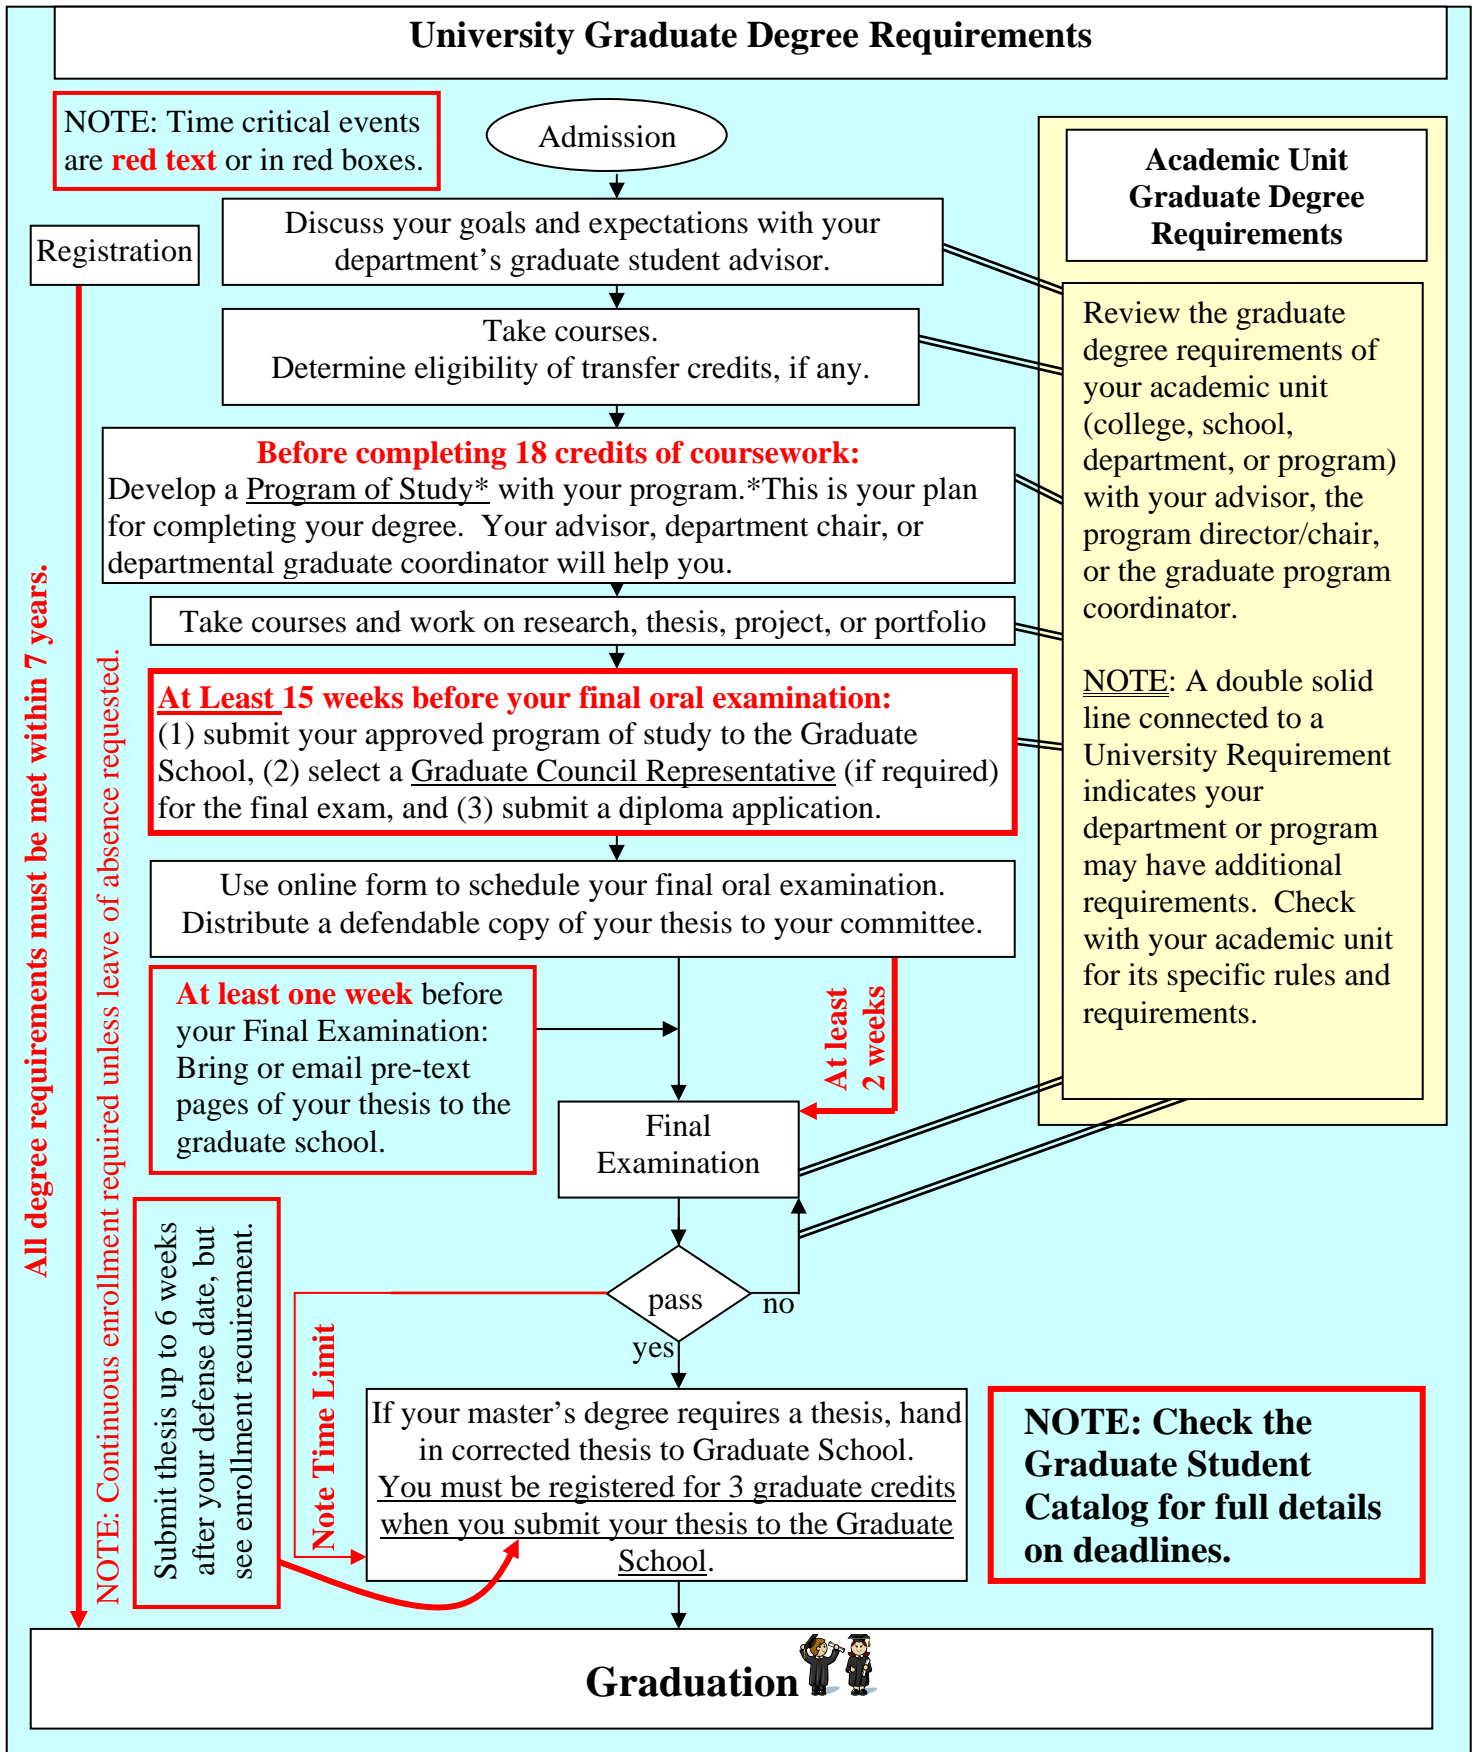 University Graduate Degree Requirements
NOTE: Time critical events
are red text or in red boxes.
Admission
Academic Unit
Graduate Degree
Requirements
Registration
Discuss your goals and expectations with your
department’s graduate student advisor.
Take courses.
Determine eligibility of transfer credits, if any.
Before completing 18 credits of coursework:
Develop a Program of Study* with your program.*This is your plan
for completing your degree.  Your advisor, department chair, or
departmental graduate coordinator will help you.
Take courses and work on research, thesis, project, or portfolio
At Least 15 weeks before your final oral examination:
(1) submit your approved program of study to the Graduate
School, (2) select a Graduate Council Representative (if required)
for the final exam, and (3) submit a diploma application.
Use online form to schedule your final oral examination.
Distribute a defendable copy of your thesis to your committee.
Review the graduate
degree requirements of
your academic unit
(college, school,
department, or program)
with your advisor, the
program director/chair,
or the graduate program
coordinator.
NOTE: A double solid
line connected to a
University Requirement
indicates your
department or program
may have additional
requirements.  Check
with your academic unit
for its specific rules and
requirements.
All degree requirements must be met within 7 years.
NOTE: Continuous enrollment required unless leave of absence requested.
At least one week before
your Final Examination:
Bring or email pre-text
pages of your thesis to the
graduate school.
At least
2 weeks
Final
Examination
Submit thesis up to 6 weeks
after your defense date, but
see enrollment requirement.
pass
no
yes
Note Time Limit
If your master’s degree requires a thesis, hand
in corrected thesis to Graduate School.
You must be registered for 3 graduate credits
when you submit your thesis to the Graduate
School.
NOTE: Check the
Graduate Student
Catalog for full details
on deadlines.
Graduation